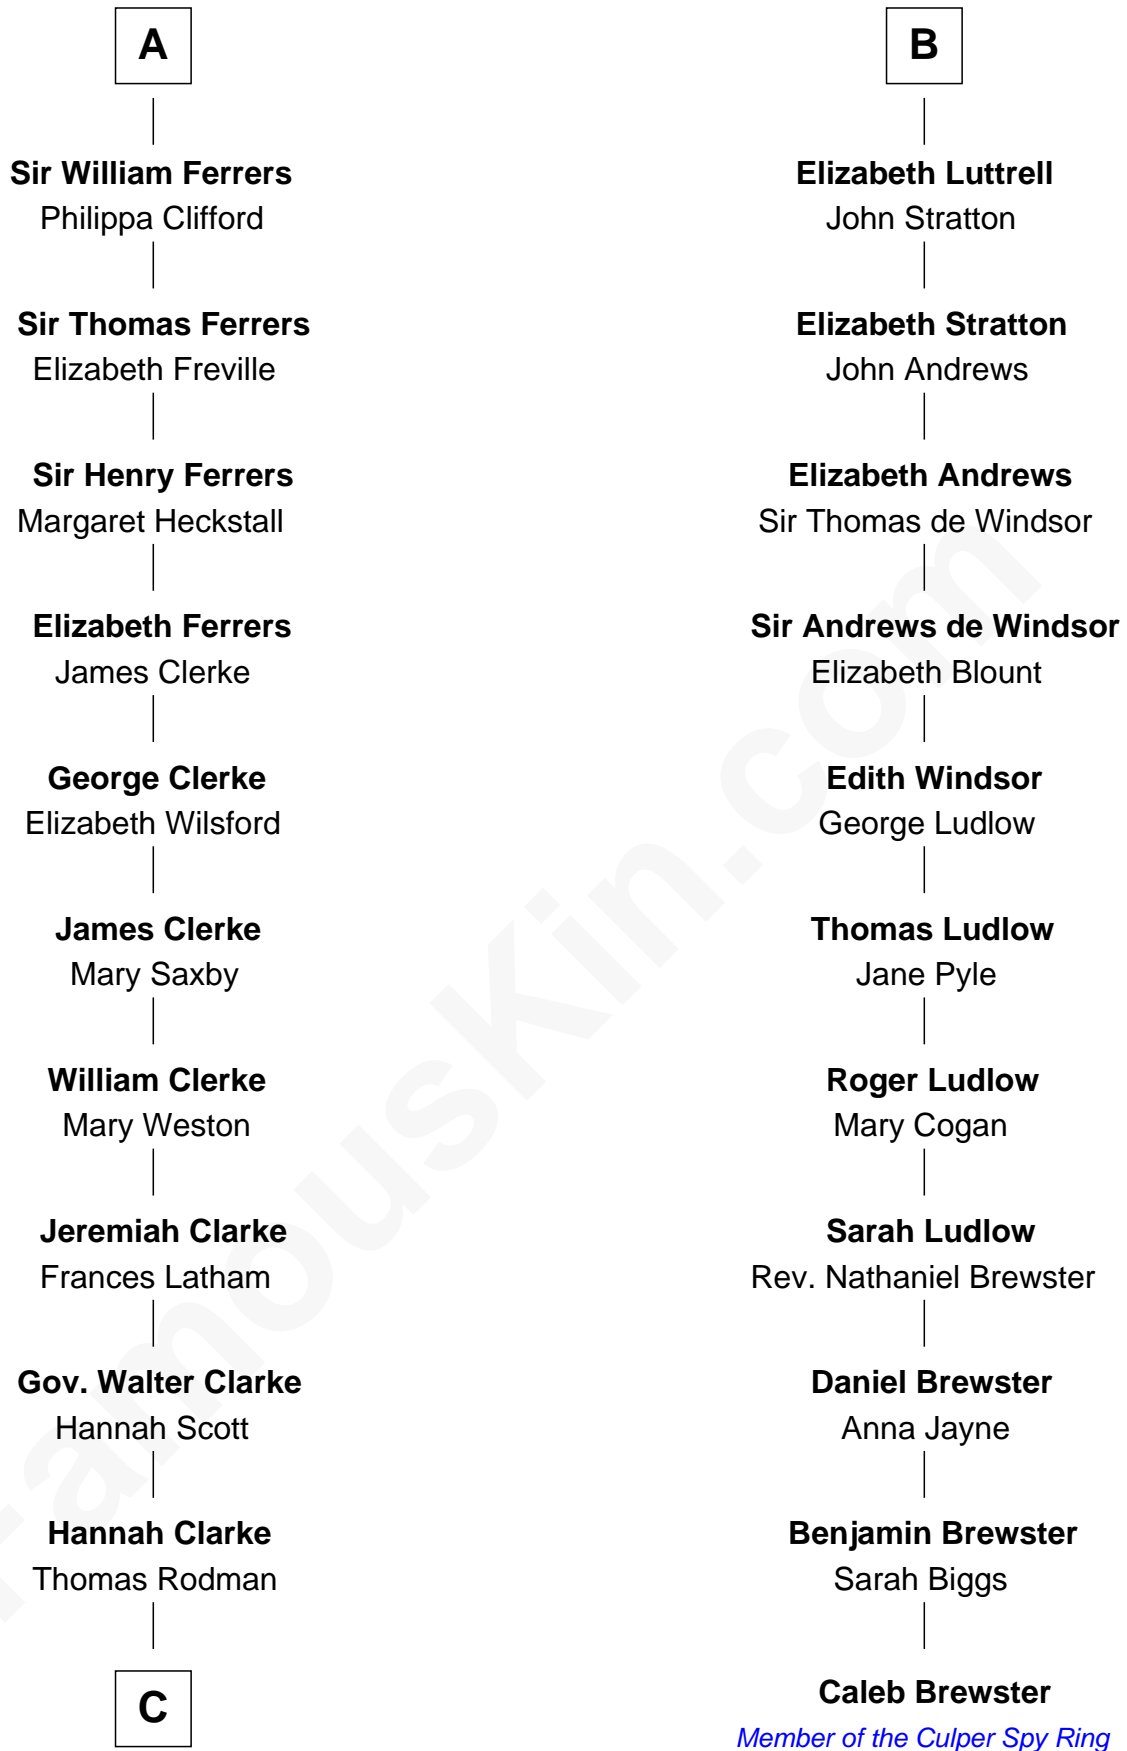 A
Sir William Ferrers
Philippa Clifford
Sir Thomas Ferrers
Elizabeth Freville
Sir Henry Ferrers
Margaret Heckstall
Elizabeth Ferrers
James Clerke
George Clerke
Elizabeth Wilsford
James Clerke
Mary Saxby
William Clerke
Mary Weston
Jeremiah Clarke
Frances Latham
Gov. Walter Clarke
Hannah Scott
Hannah Clarke
Thomas Rodman
C
B
Elizabeth Luttrell
John Stratton
Elizabeth Stratton
John Andrews
Elizabeth Andrews
Sir Thomas de Windsor
Sir Andrews de Windsor
Elizabeth Blount
Edith Windsor
George Ludlow
Thomas Ludlow
Jane Pyle
Roger Ludlow
Mary Cogan
Sarah Ludlow
Rev. Nathaniel Brewster
Daniel Brewster
Anna Jayne
Benjamin Brewster
Sarah Biggs
Caleb Brewster
Member of the Culper Spy Ring
FamousKin.com